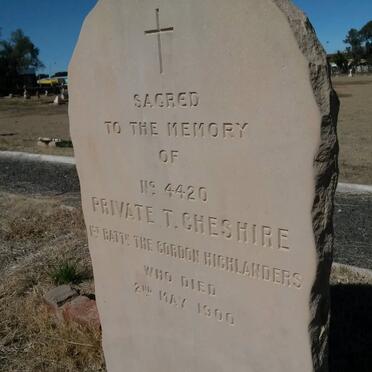 SACRED
TO THE MEMORY
OF
No 4420
PRIVATE T. CHESHIRE
1st BATTN THE GORDON HIGHLANDERS
WHO DIED
2ND MAY 1900